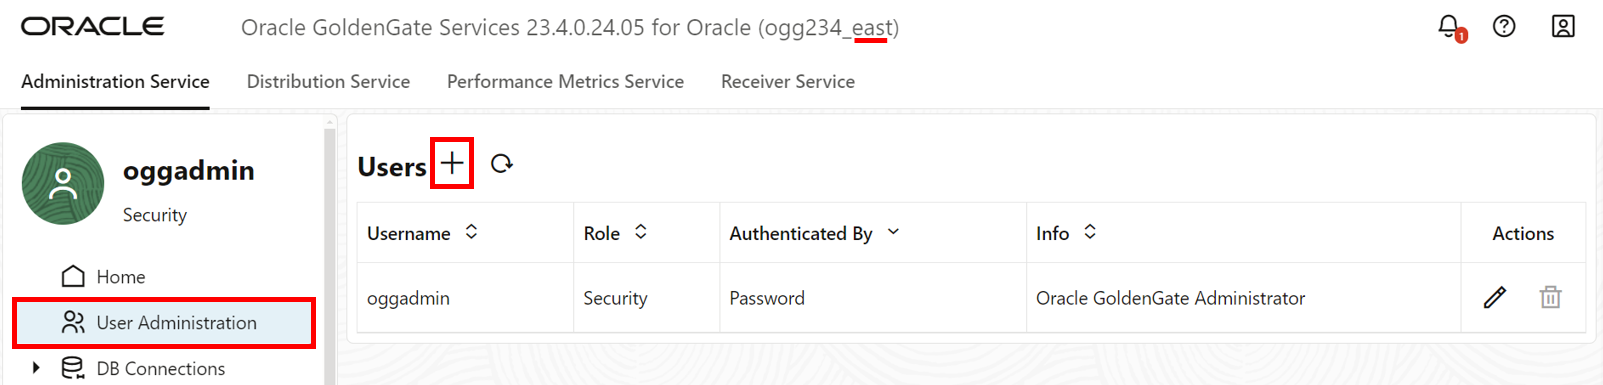 ORACLE Oracle GoldenGate Services 23.4.0.24.05 for Oracle (ogg234_east) 1
Administration Service Distribution Service Performance Metrics Service Receiver Service
oggadmin
Security
Home
User Administration
DB Connections
Users
Username Role Authenticated By Info Actions
oggadmin Security Password Oracle GoldenGate Administrator